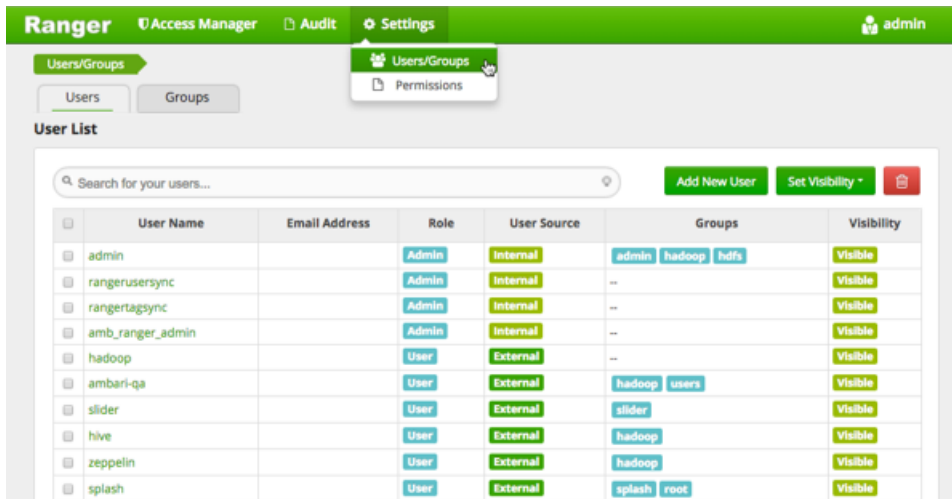 Ranger Access Manager Audit Settings admin
Users/Groups
Permissions
Users/Groups
Users Groups
User List
Search for your users...
Add New User Set Visibility
User Name Email Address Role User Source Groups Visibility
admin Admin Internal admin hadoop hdfs Visible
rangerusersync Admin Internal -- Visible
rangertagsync Admin Internal -- Visible
amb_ranger_admin Admin Internal -- Visible
hadoop User External -- Visible
ambari-qa User External hadoop users Visible
slider User External slider Visible
hive User External hadoop Visible
zeppelin User External hadoop Visible
splash User External splash root Visible